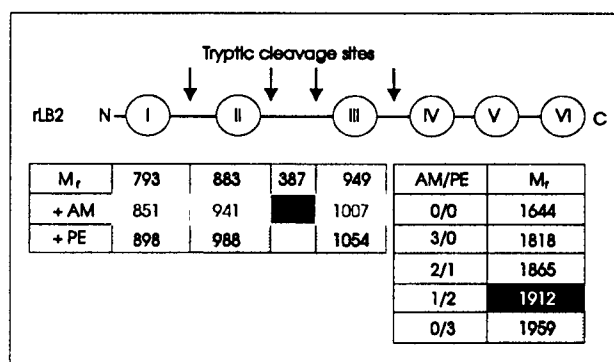 Tryptic cleavage sites
rLB2 N I II III IV V VI C
Mr 793 883 387 949
+ AM 851 941 1007
+ PE 898 988 1054
AM/PE Mr
0/0 1644
3/0 1818
2/1 1865
1/2 1912
0/3 1959